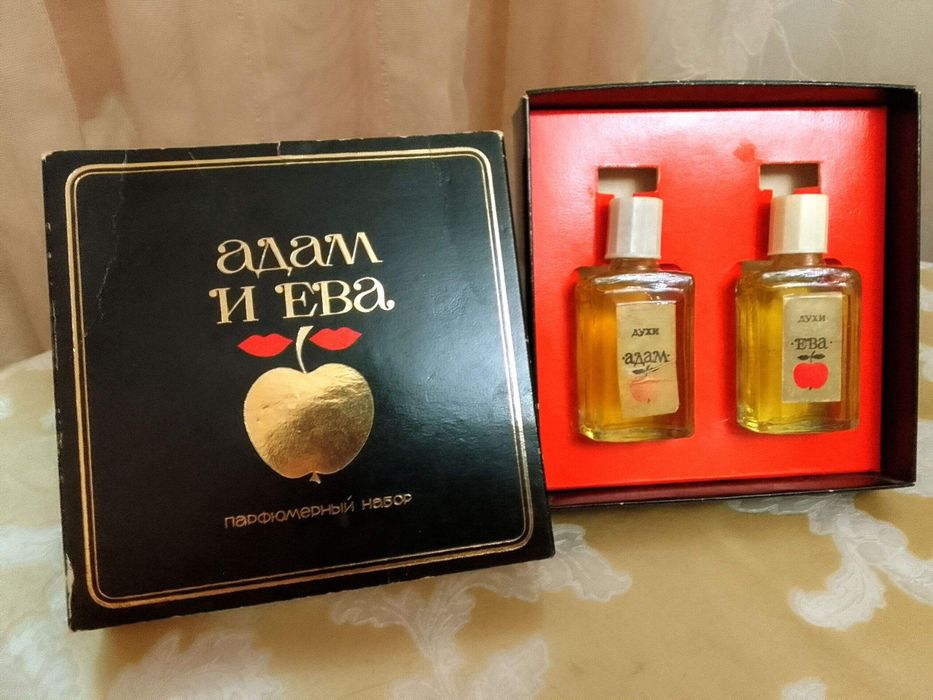 адам
и ева
парфюмерный набор
духи
·адам·
духи
·ева·